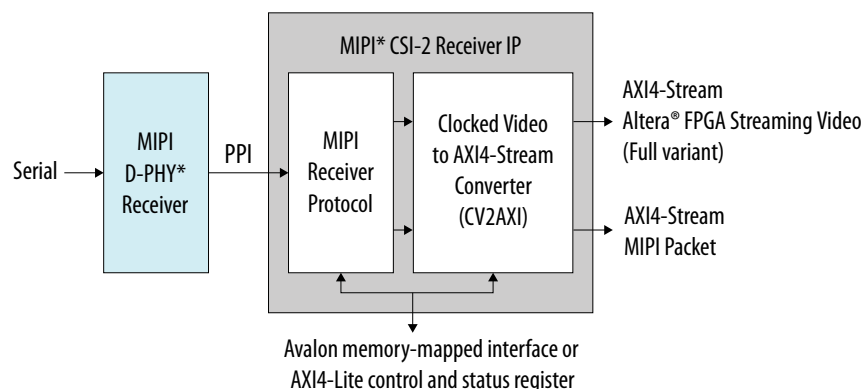 MIPI* CSI-2 Receiver IP
Serial
MIPI
D-PHY*
Receiver
PPI
MIPI
Receiver
Protocol
Clocked Video
to AXI4-Stream
Converter
(CV2AXI)
AXI4-Stream
Altera® FPGA Streaming Video
(Full variant)
AXI4-Stream
MIPI Packet
Avalon memory-mapped interface or
AXI4-Lite control and status register